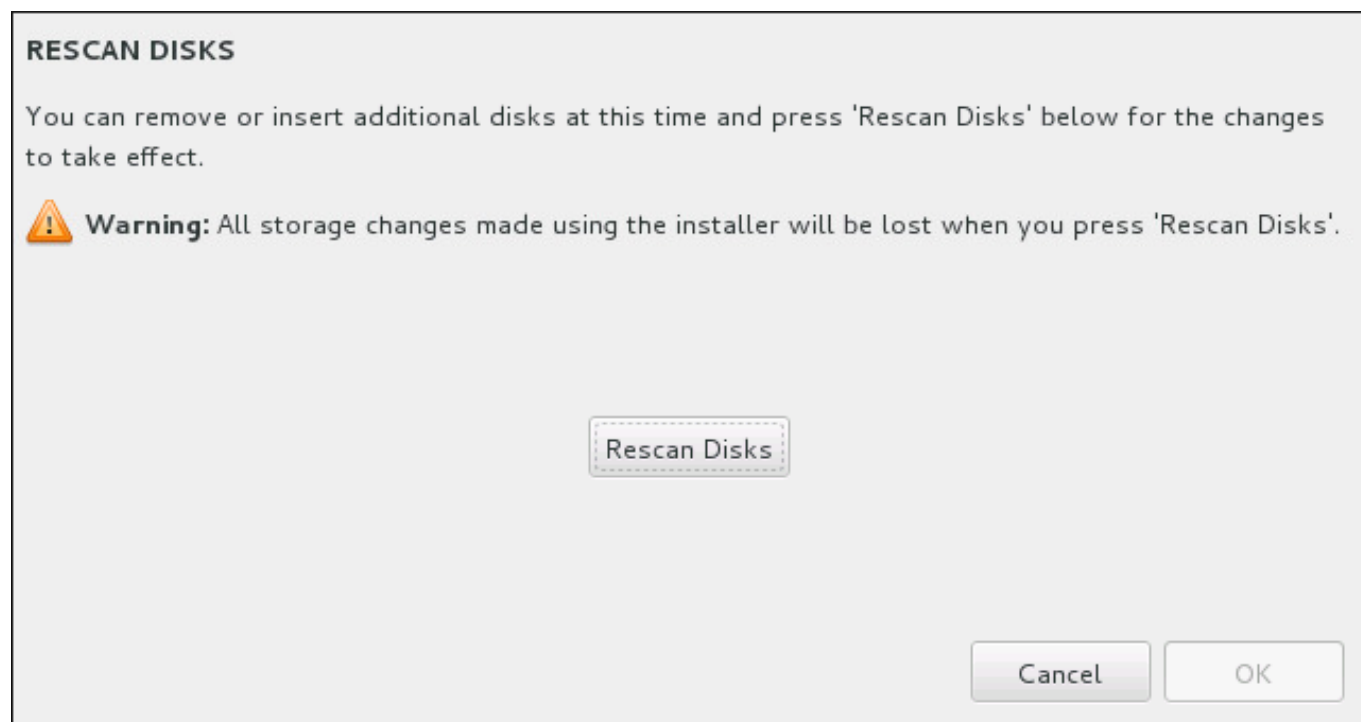 RESCAN DISKS
You can remove or insert additional disks at this time and press 'Rescan Disks' below for the changes
to take effect.
Warning: All storage changes made using the installer will be lost when you press 'Rescan Disks'.
Rescan Disks
Cancel
OK